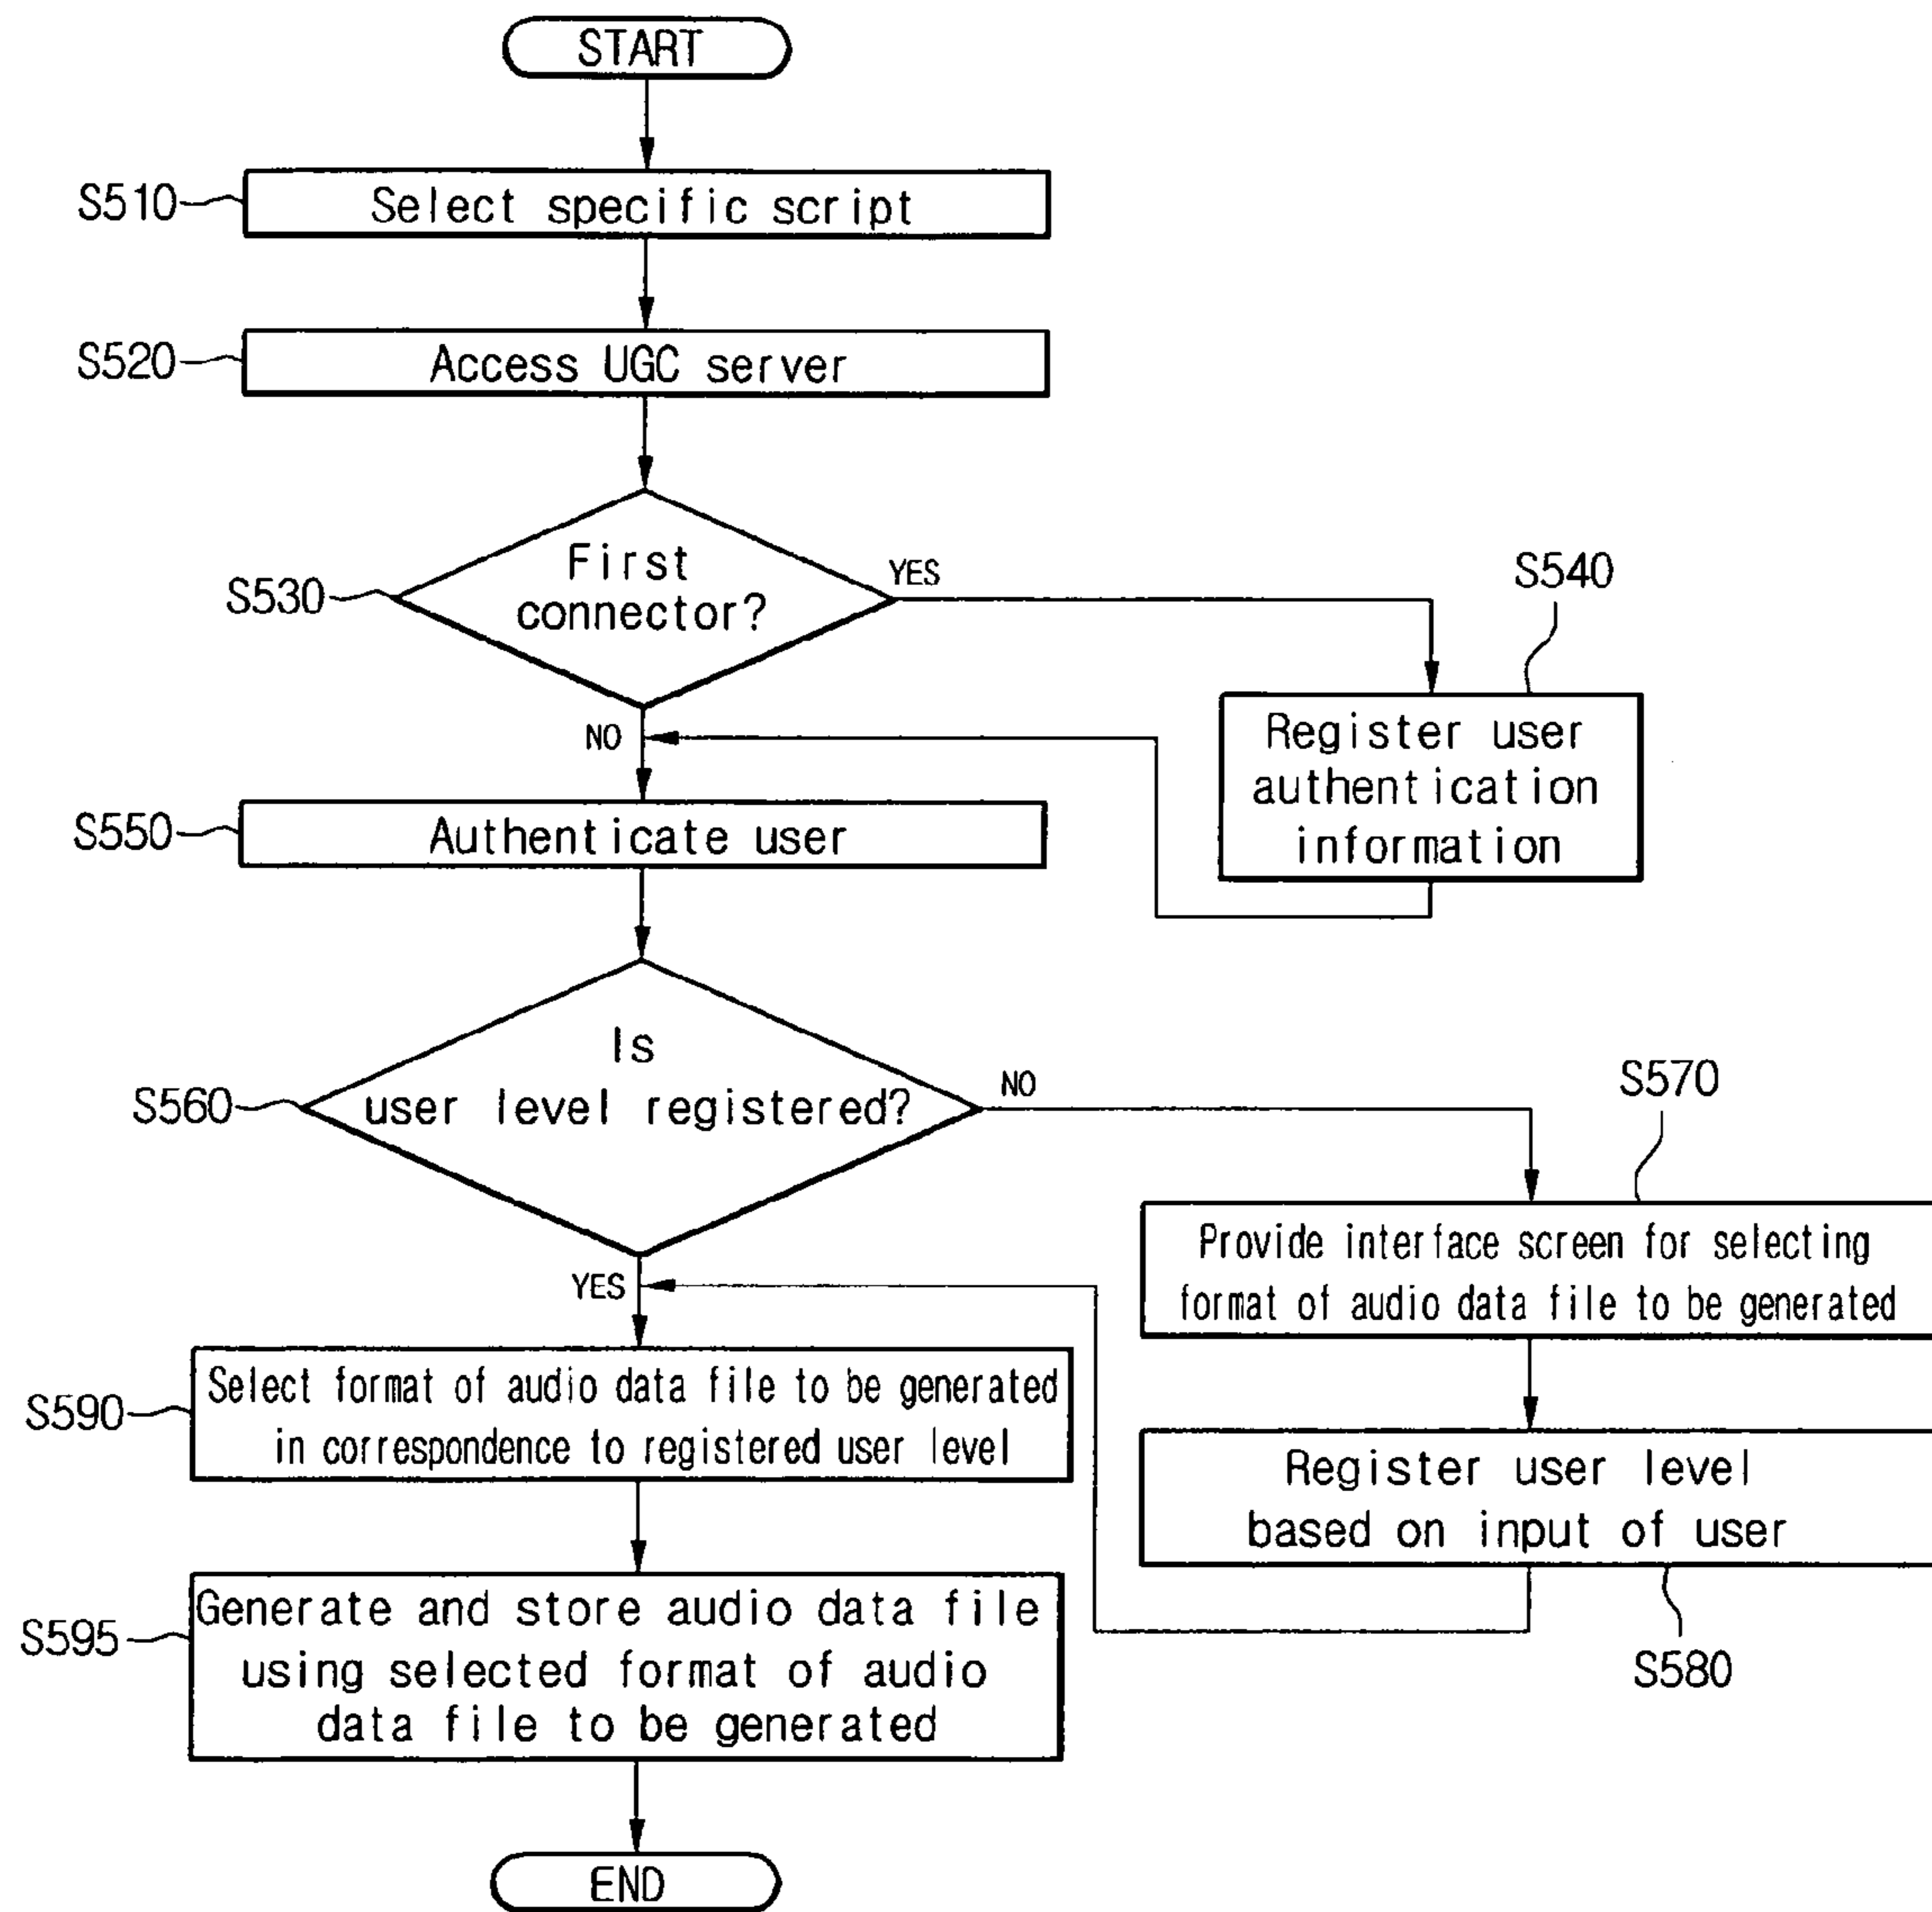 START
S510
Select specific script
S520
Access UGC server
S530
First
connector?
YES
S540
Register user
authentication
information
NO
S550
Authenticate user
S560
Is
user level registered?
NO
S570
Provide interface screen for selecting
format of audio data file to be generated
YES
S590
Select format of audio data file to be generated
in correspondence to registered user level
Register user level
based on input of user
S580
S595
Generate and store audio data file
using selected format of audio
data file to be generated
END